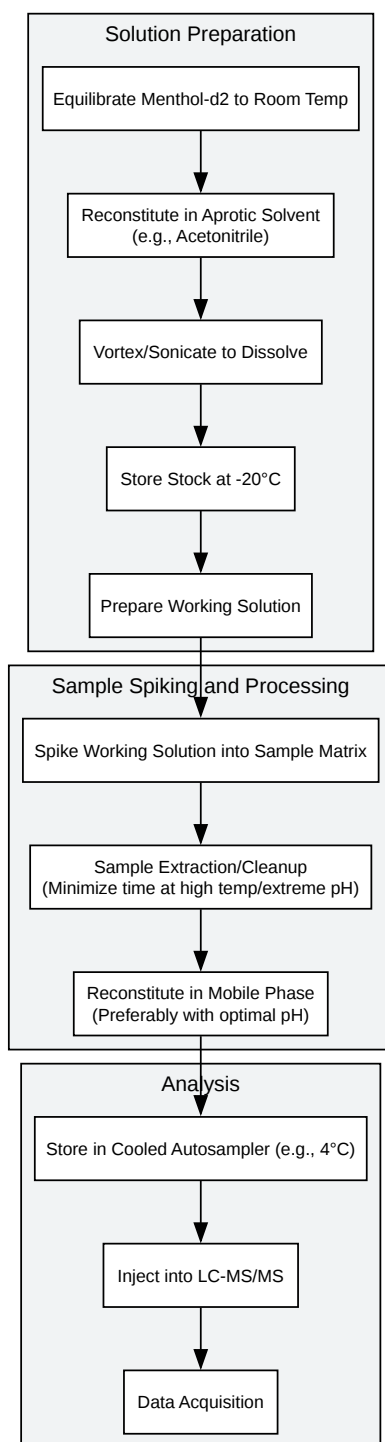 Solution Preparation
Equilibrate Menthol-d2 to Room Temp
Reconstitute in Aprotic Solvent
(e.g., Acetonitrile)
Vortex/Sonicate to Dissolve
Store Stock at -20°C
Prepare Working Solution
Sample Spiking and Processing
Spike Working Solution into Sample Matrix
Sample Extraction/Cleanup
(Minimize time at high temp/extreme pH)
Reconstitute in Mobile Phase
(Preferably with optimal pH)
Analysis
Store in Cooled Autosampler (e.g., 4°C)
Inject into LC-MS/MS
Data Acquisition